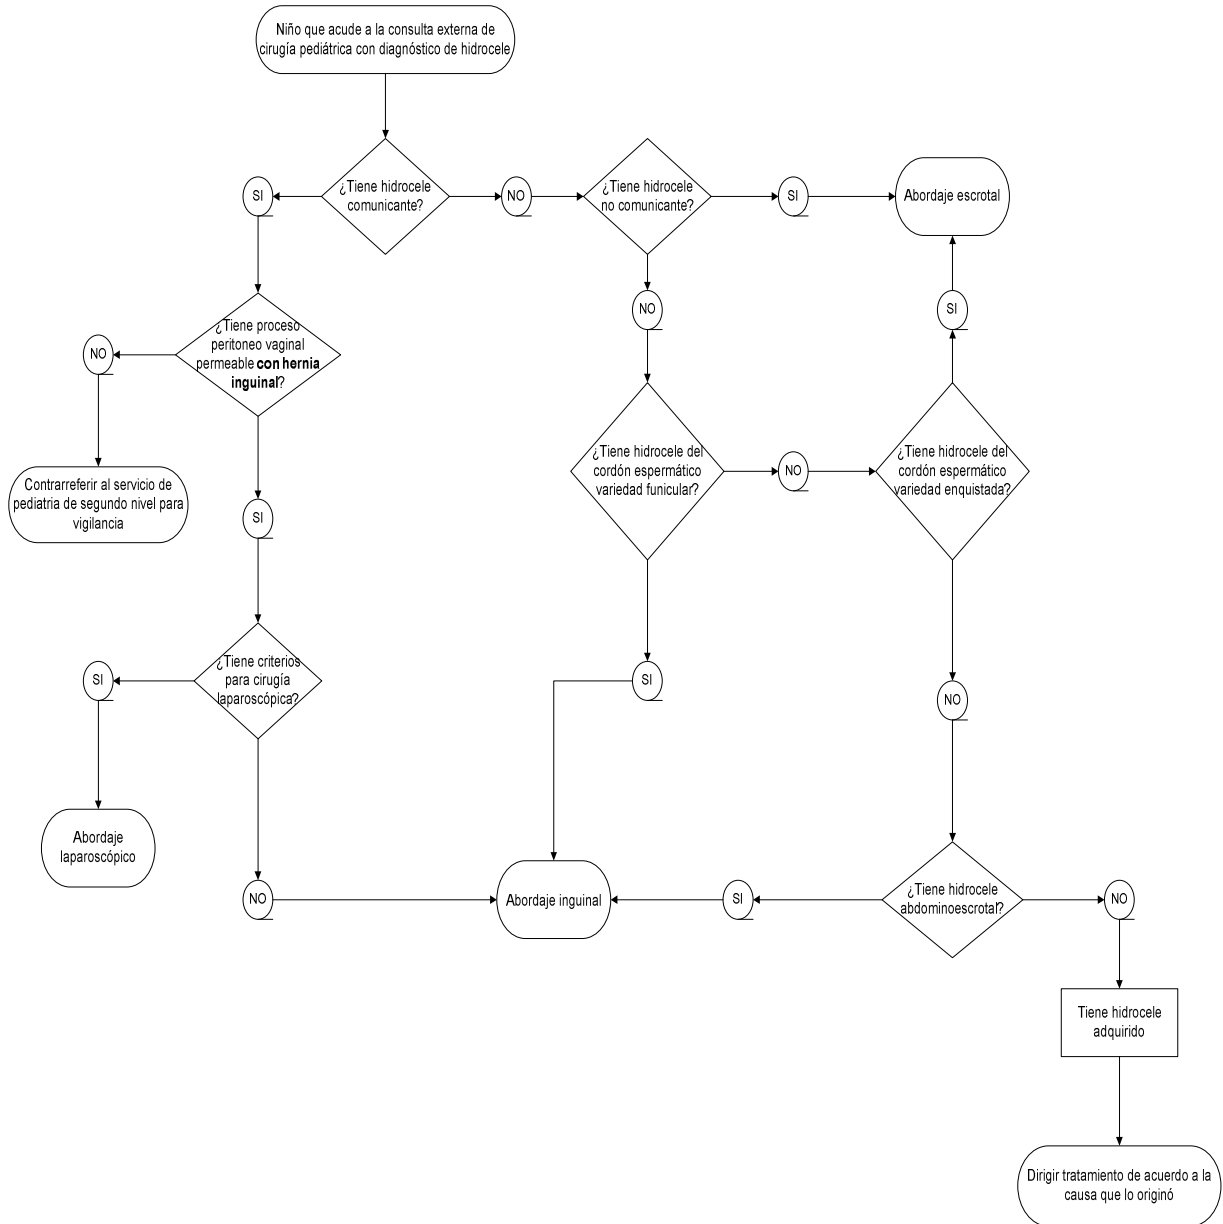 Niño que acude a la consulta externa de
cirugía pediátrica con diagnóstico de hidrocele
¿Tiene hidrocele
comunicante?
SI
NO
¿Tiene hidrocele
no comunicante?
SI
Abordaje escrotal
NO
SI
¿Tiene proceso
peritoneo vaginal
permeable con hernia
inguinal?
NO
Contrarreferir al servicio de
pediatria de segundo nivel para
vigilancia
SI
¿Tiene hidrocele del
cordón espermático
variedad funicular?
NO
¿Tiene hidrocele del
cordón espermático
variedad enquistada?
¿Tiene criterios
para cirugía
laparoscópica?
SI
SI
NO
Abordaje
laparoscópico
NO
Abordaje inguinal
SI
¿Tiene hidrocele
abdominoescrotal?
NO
Tiene hidrocele
adquirido
Dirigir tratamiento de acuerdo a la
causa que lo originó